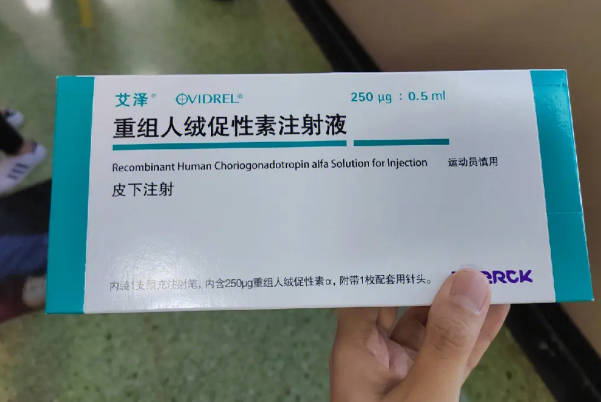 艾泽® OVIDREL® 250 μg : 0.5 ml
重组人绒促性素注射液
Recombinant Human Choriogonadotropin alfa Solution for Injection 运动员慎用
皮下注射
内装1支预充注射笔，内含250μg重组人绒促性素α，附带1枚配套用针头。